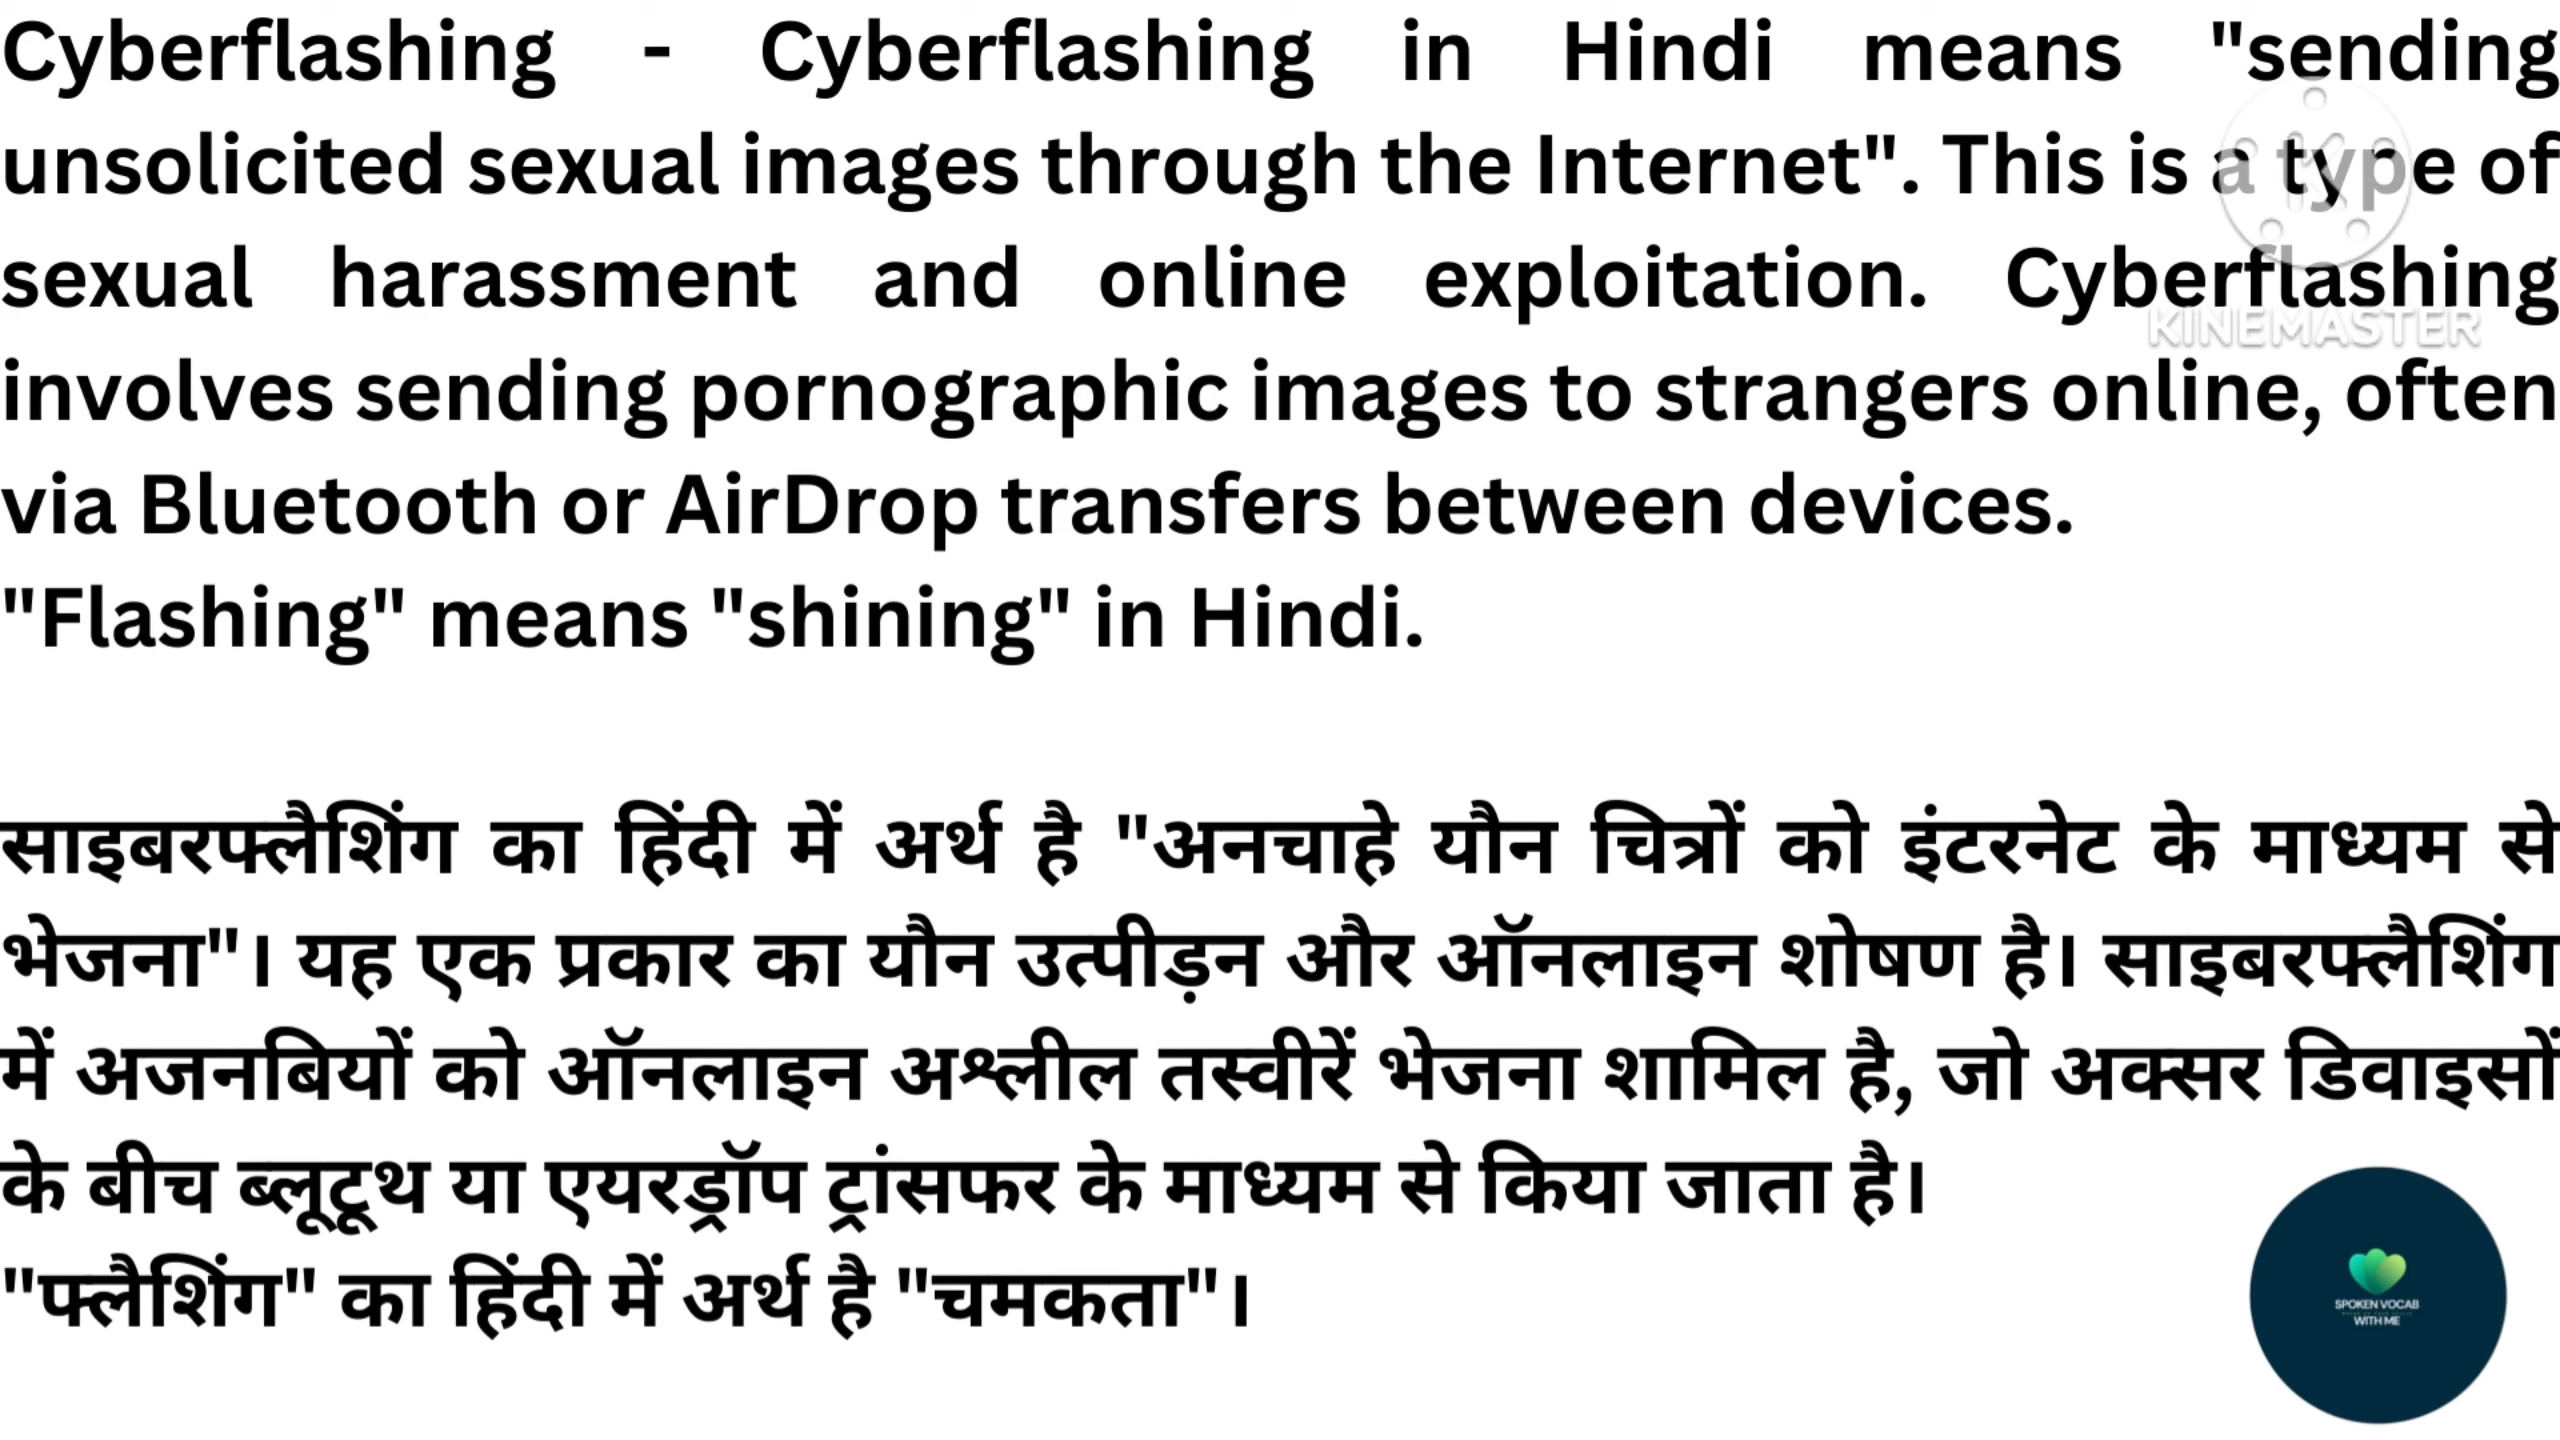 Cyberflashing - Cyberflashing in Hindi means "sending
unsolicited sexual images through the Internet". This is a type of
sexual harassment and online exploitation. Cyberflashing
KINEMASTER
involves sending pornographic images to strangers online, often
via Bluetooth or AirDrop transfers between devices.
"Flashing" means "shining" in Hindi.
साइबरफ्लैशिंग का हिंदी में अर्थ है "अनचाहे यौन चित्रों को इंटरनेट के माध्यम से
भेजना"। यह एक प्रकार का यौन उत्पीड़न और ऑनलाइन शोषण है। साइबरफ्लैशिंग
में अजनबियों को ऑनलाइन अश्लील तस्वीरें भेजना शामिल है, जो अक्सर डिवाइसों
के बीच ब्लूटूथ या एयरड्रॉप ट्रांसफर के माध्यम से किया जाता है।
"फ्लैशिंग" का हिंदी में अर्थ है "चमकता"।
SPOKEN VOCAB
WITH ME